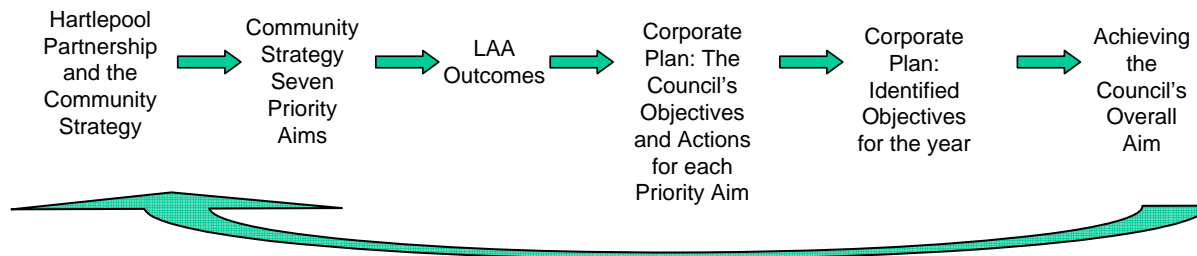 Hartlepool
Partnership
and the
Community
Strategy
Community
Strategy
Seven
Priority
Aims
LAA
Outcomes
Corporate
Plan: The
Council's
Objectives
and Actions
for each
Priority Aim
Corporate
Plan:
Identified
Objectives
for the year
Achieving
the
Council's
Overall
Aim